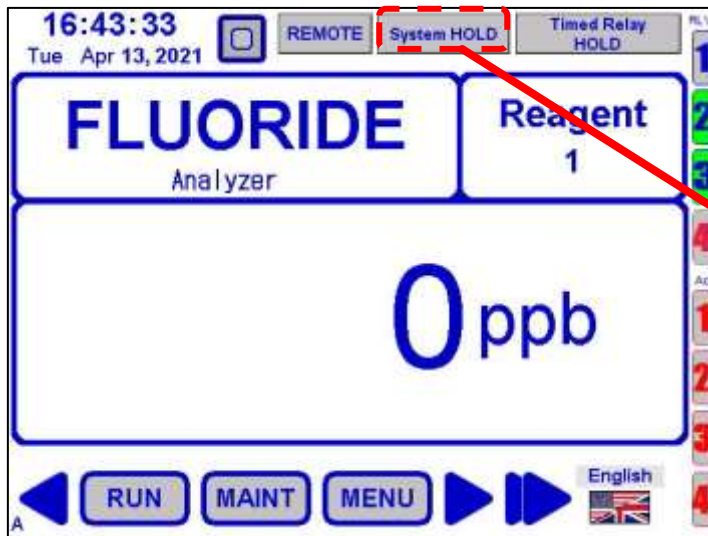 16:43:33
Tue Apr 13, 2021
REMOTE
System HOLD
Timed Relay
HOLD
FLUORIDE
Analyzer
Reagent
1
0 ppb
1
2
3
4
1
2
3
4
RUN
MAINT
MENU
English
A